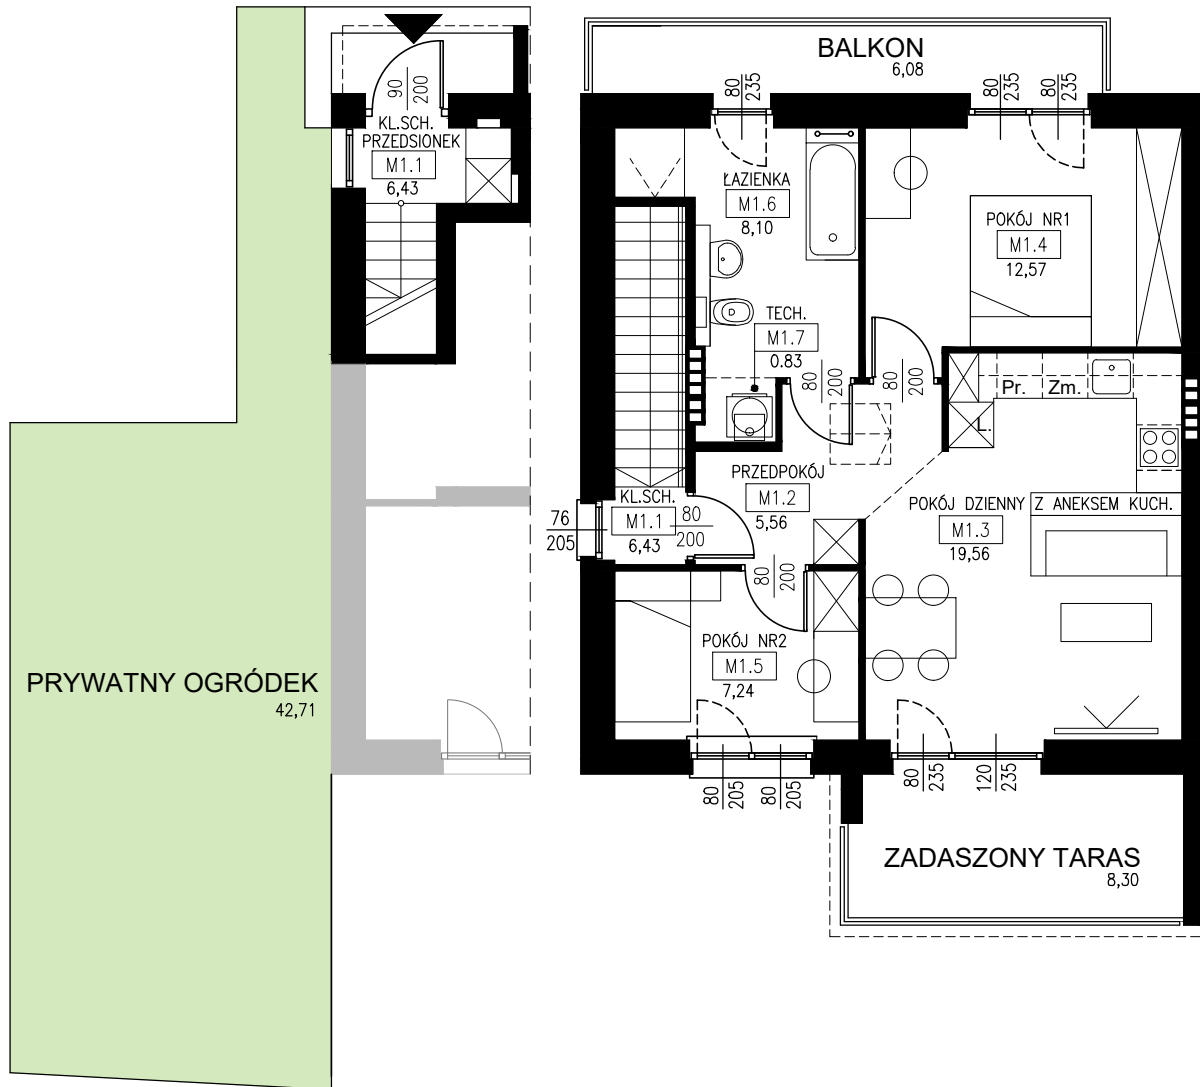 BALKON
6,08
80
235
80
235
80
235
90
200
KL.SCH.
PRZEDSIONEK
M1.1
6,43
ŁAZIENKA
M1.6
8,10
POKÓJ NR1
M1.4
12,57
TECH.
M1.7
0.83
80
200
80
200
Pr.
Zm.
L.
PRZEDPOKÓJ
M1.2
5,56
POKÓJ DZIENNY
Z ANEKSEM KUCH.
M1.3
19,56
KL.SCH.
M1.1
6,43
80
200
76
205
80
200
POKÓJ NR2
M1.5
7,24
PRYWATNY OGRÓDEK
42,71
80
205
80
205
80
235
120
235
ZADASZONY TARAS
8,30